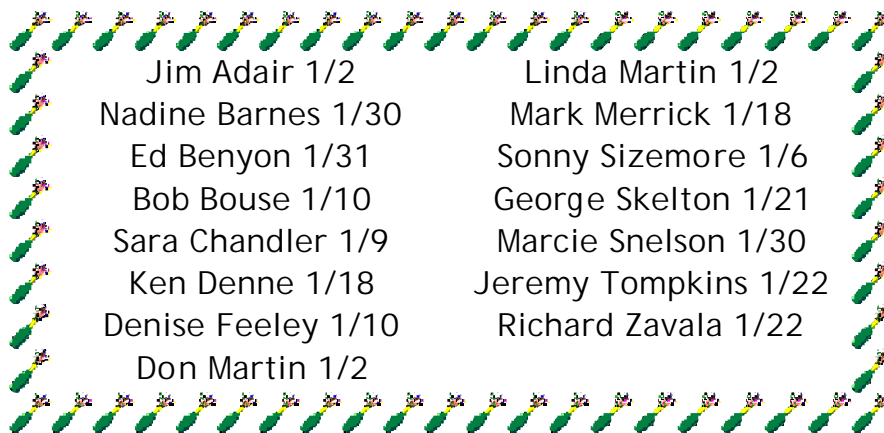 Jim Adair 1/2
Nadine Barnes 1/30
Ed Benyon 1/31
Bob Bouse 1/10
Sara Chandler 1/9
Ken Denne 1/18
Denise Feeley 1/10
Don Martin 1/2
Linda Martin 1/2
Mark Merrick 1/18
Sonny Sizemore 1/6
George Skelton 1/21
Marcie Snelson 1/30
Jeremy Tompkins 1/22
Richard Zavala 1/22